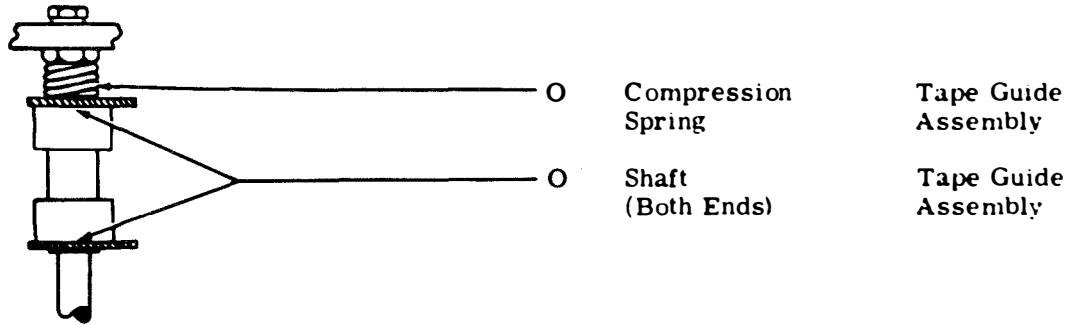 O Compression Tape Guide
Spring Assembly
O Shaft Tape Guide
(Both Ends) Assembly